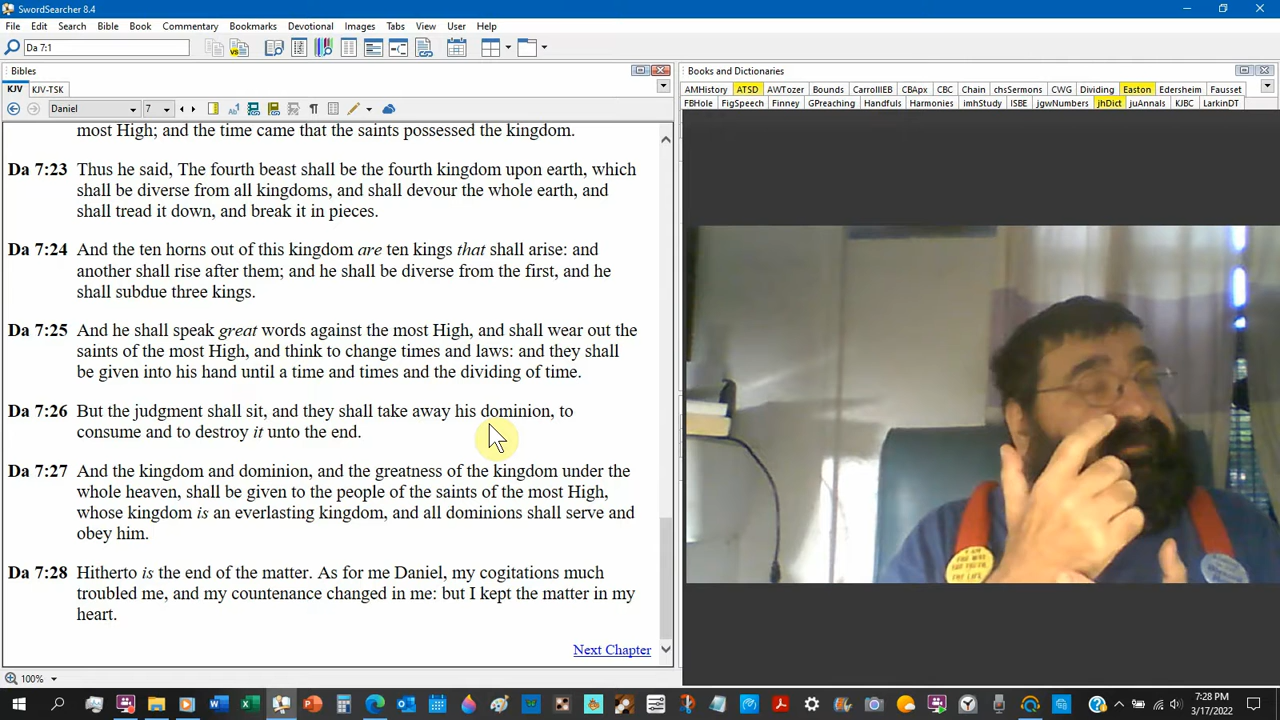 SwordSearcher 8.4
File Edit Search Bible Book Commentary Bookmarks Devotional Images Tabs View User Help
Da 7:1
Bibles
KJV KJV-TSK
Daniel 7
most High; and the time came that the saints possessed the kingdom.
Da 7:23 Thus he said, The fourth beast shall be the fourth kingdom upon earth, which
shall be diverse from all kingdoms, and shall devour the whole earth, and
shall tread it down, and break it in pieces.
Da 7:24 And the ten horns out of this kingdom are ten kings that shall arise: and
another shall rise after them; and he shall be diverse from the first, and he
shall subdue three kings.
Da 7:25 And he shall speak great words against the most High, and shall wear out the
saints of the most High, and think to change times and laws: and they shall
be given into his hand until a time and times and the dividing of time.
Da 7:26 But the judgment shall sit, and they shall take away his dominion, to
consume and to destroy it unto the end.
Da 7:27 And the kingdom and dominion, and the greatness of the kingdom under the
whole heaven, shall be given to the people of the saints of the most High,
whose kingdom is an everlasting kingdom, and all dominions shall serve and
obey him.
Da 7:28 Hitherto is the end of the matter. As for me Daniel, my cogitations much
troubled me, and my countenance changed in me: but I kept the matter in my
heart.
Next Chapter
100%
Books and Dictionaries
AMHistory ATSD AWTozer Bounds CarrollIEB CBApx CBC Chain chsSermons CWG Dividing Easton Edersheim Fausset
FBHole FigSpeech Finney GPreaching Handfuls Harmonies imhStudy ISBE jgwNumbers jhDict juAnnals KJBC LarkinDT
7:28 PM
3/17/2022